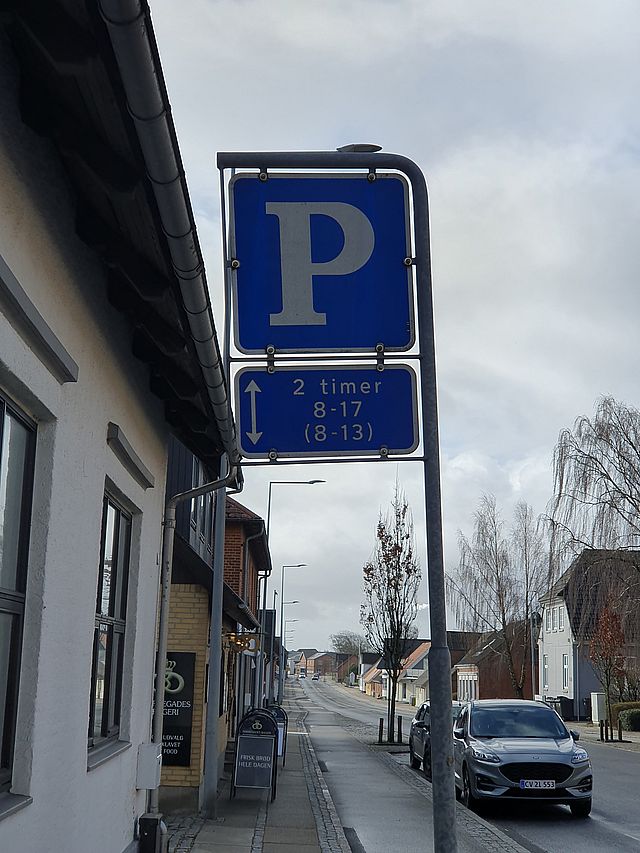 P
2 timer
8-17
(8-13)
FRISK BRØD
HELE DAGEN
CV 21 553